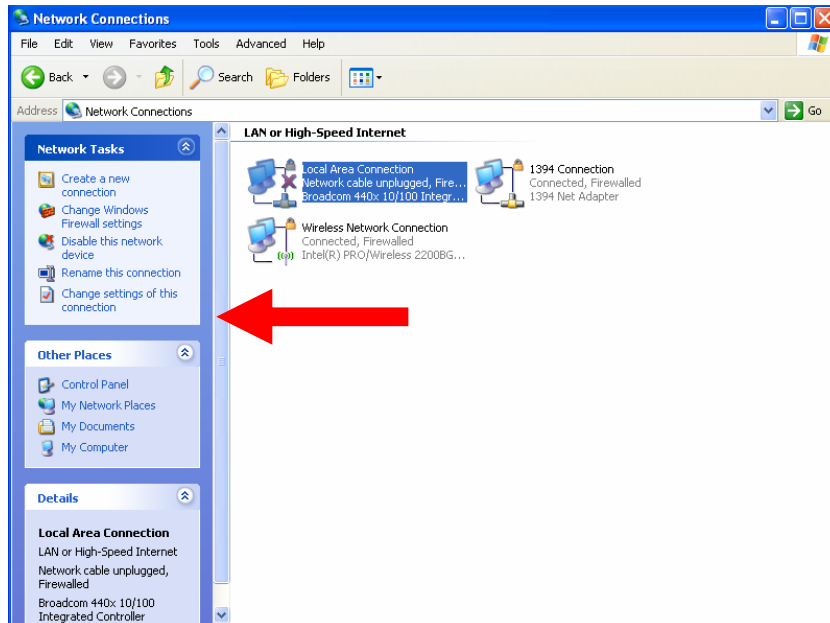 Network Connections
File Edit View Favorites Tools Advanced Help
Back Search Folders
Address Network Connections Go
Network Tasks
Create a new
connection
Change Windows
Firewall settings
Disable this network
device
Rename this connection
Change settings of this
connection
Other Places
Control Panel
My Network Places
My Documents
My Computer
Details
Local Area Connection
LAN or High-Speed Internet
Network cable unplugged,
Firewalled
Broadcom 440x 10/100
Integrated Controller
LAN or High-Speed Internet
Local Area Connection
Network cable unplugged, Fire...
Broadcom 440x 10/100 Integr...
1394 Connection
Connected, Firewalled
1394 Net Adapter
Wireless Network Connection
Connected, Firewalled
Intel(R) PRO/Wireless 2200BG...